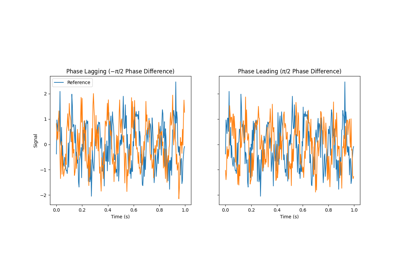 Phase Lagging (−π/2 Phase Difference)
Reference
Signal
2
1
0
−1
−2
0.0 0.2 0.4 0.6 0.8 1.0
Time (s)
Phase Leading (π/2 Phase Difference)
0.0 0.2 0.4 0.6 0.8 1.0
Time (s)